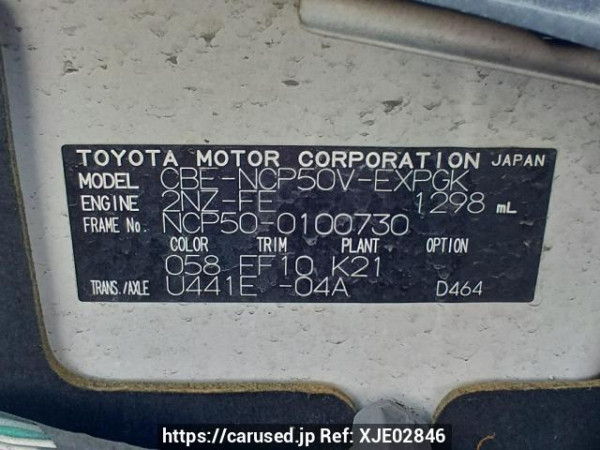 TOYOTA MOTOR CORPORATION JAPAN
MODEL CBE-NCP50V-EXPGK
ENGINE 2NZ-FE 1298 mL
FRAME No. NCP50-0100730
COLOR TRIM PLANT OPTION
058 FF10 K21
TRANS./AXLE U441E -04A D464
https://carused.jp Ref: XJE02846